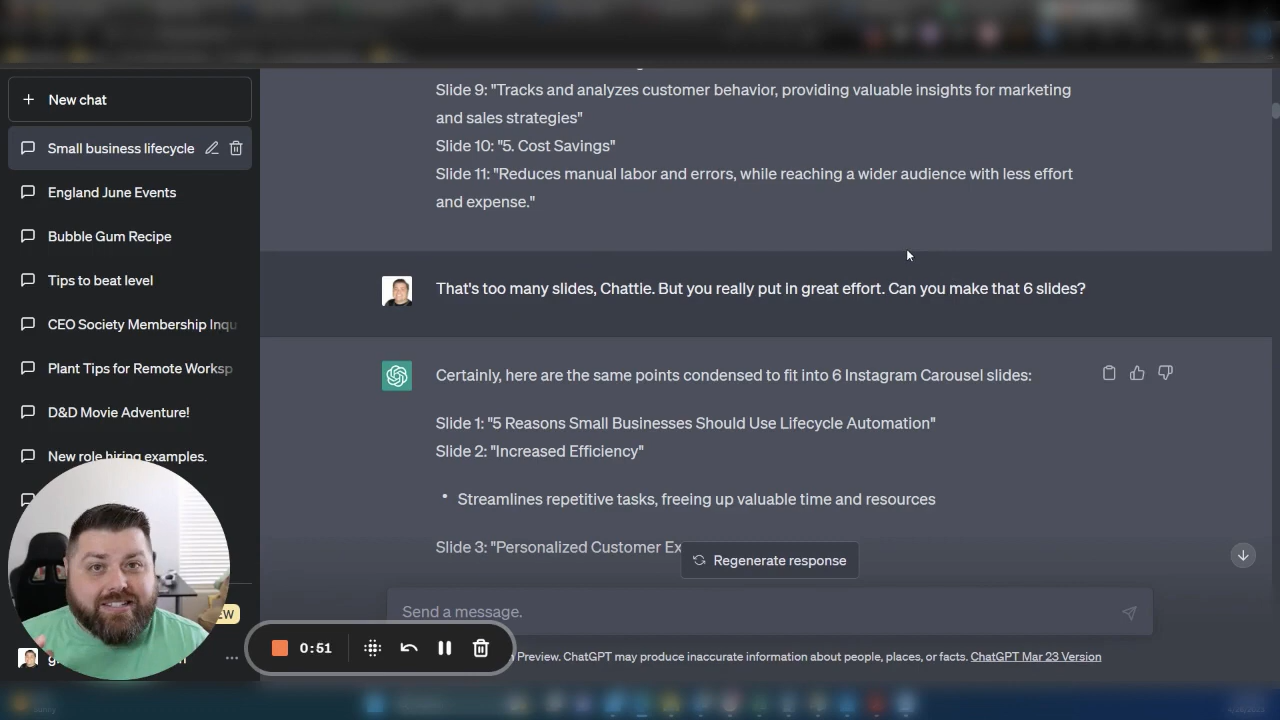 New chat
Small business lifecycle
England June Events
Bubble Gum Recipe
Tips to beat level
CEO Society Membership Inqu
Plant Tips for Remote Worksp
D&D Movie Adventure!
New role hiring examples.
Slide 9: "Tracks and analyzes customer behavior, providing valuable insights for marketing
and sales strategies"
Slide 10: "5. Cost Savings"
Slide 11: "Reduces manual labor and errors, while reaching a wider audience with less effort
and expense."
That's too many slides, Chattie. But you really put in great effort. Can you make that 6 slides?
Certainly, here are the same points condensed to fit into 6 Instagram Carousel slides:
Slide 1: "5 Reasons Small Businesses Should Use Lifecycle Automation"
Slide 2: "Increased Efficiency"
• Streamlines repetitive tasks, freeing up valuable time and resources
Slide 3: "Personalized Customer Ex
Regenerate response
Send a message.
0:51
Preview. ChatGPT may produce inaccurate information about people, places, or facts. ChatGPT Mar 23 Version